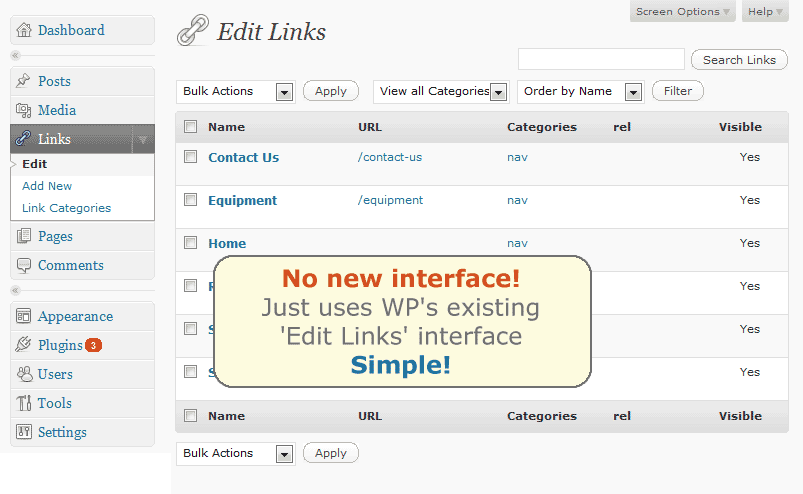 Screen Options
Help
Dashboard
Edit Links
Search Links
Posts
Media
Links
Edit
Add New
Link Categories
Pages
Comments
Appearance
Plugins 3
Users
Tools
Settings
Bulk Actions Apply View all Categories Order by Name Filter
Name URL Categories rel Visible
Contact Us /contact-us nav Yes
Equipment /equipment nav Yes
Home nav Yes
Yes
Yes
Yes
No new interface!
Just uses WP's existing
'Edit Links' interface
Simple!
Name URL Categories rel Visible
Bulk Actions Apply